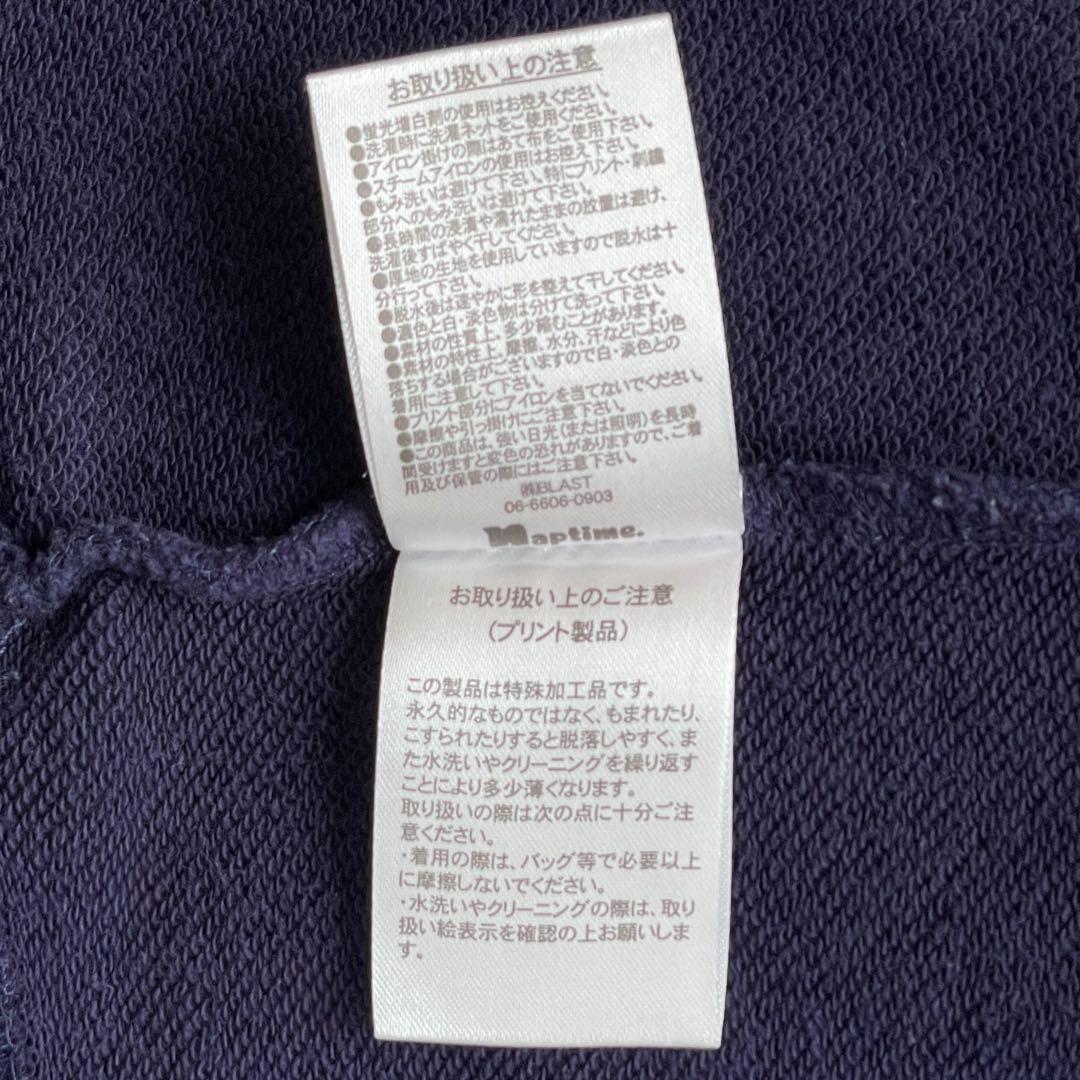 お取り扱い上の注意
●蛍光増白剤の使用はお控えください。
●洗濯時に洗濯ネットをご使用ください。
●アイロン掛けの際はあて布をご使用下さい。
●スチームアイロンの使用はお控え下さい。
●もみ洗いは避けて下さい。特にプリント・刺繍
部分へのもみ洗いは避けて下さい。
●長時間の浸漬や濡れたままの放置は避け、
洗濯後すばやく干してください。
●厚地の生地を使用していますので脱水は十
分行って下さい。
●脱水後は速やかに形を整えて干してください。
●濃色と白・淡色物は分けて洗って下さい。
●素材の性質上、多少縮むことがあります。
●素材の特性上、摩擦、水分、汗などにより色
落ちする場合がございますので白・淡色との
着用に注意して下さい。
●プリント部分にアイロンを当てないでください。
●摩擦や引っ掛けにご注意下さい。
●この商品は、強い日光(または照明)を長時
間受けますと変色の恐れがありますので、ご着
用及び保管の際にはご注意下さい。
㈱BLAST
06-6606-0903
naptime.
お取り扱い上のご注意
(プリント製品)
この製品は特殊加工品です。
永久的なものではなく、もまれたり、
こすられたりすると脱落しやすく、ま
た水洗いやクリーニングを繰り返す
ことにより多少薄くなります。
取り扱いの際は次の点に十分ご注
意ください。
・着用の際は、バッグ等で必要以上
に摩擦しないでください。
・水洗いやクリーニングの際は、取り
扱い絵表示を確認の上お願いしま
す。